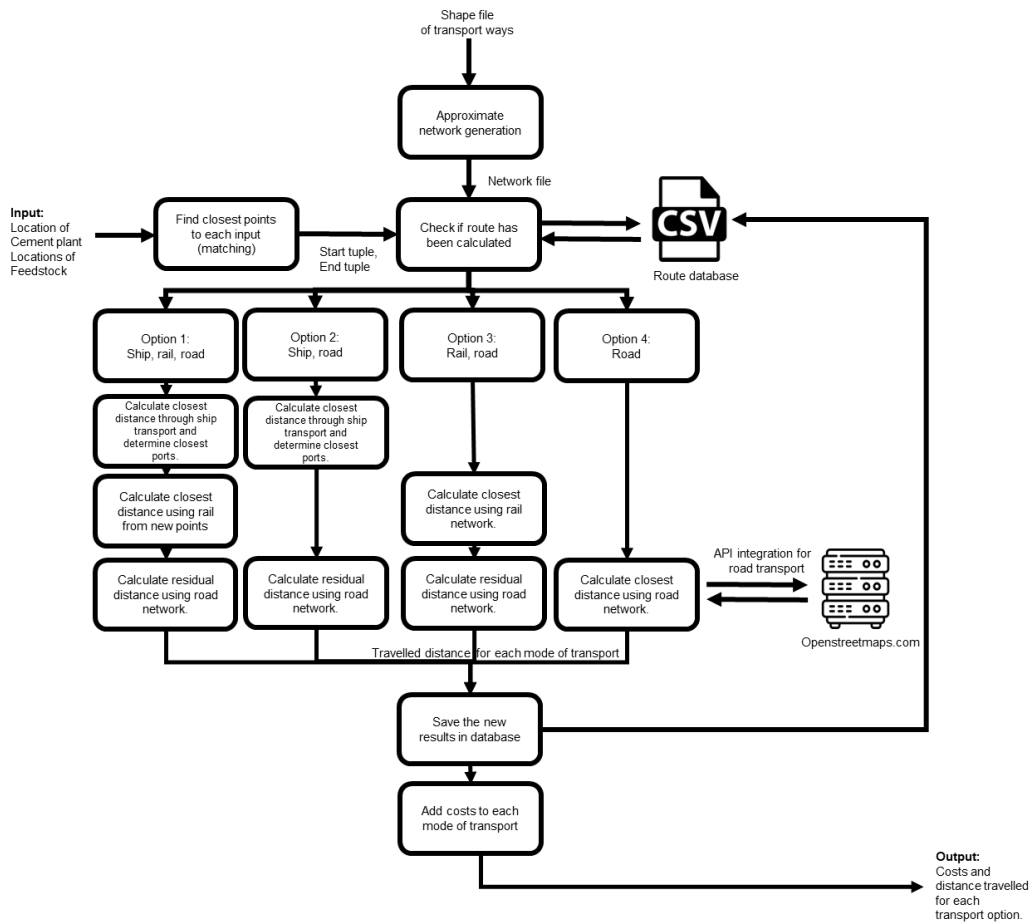 Shape file
of transport ways
Approximate
network generation
Network file
Input:
Location of
Cement plant
Locations of
Feedstock
Find closest points
to each input
(matching)
Start tuple,
End tuple
Check if route has
been calculated
CSV
Route database
Option 1:
Ship, rail, road
Option 2:
Ship, road
Option 3:
Rail, road
Option 4:
Road
Calculate closest
distance through ship
transport and
determine closest
ports.
Calculate closest
distance through ship
transport and
determine closest
ports.
Calculate closest
distance using rail
from new points
Calculate closest
distance using rail
network.
Calculate residual
distance using road
network.
Calculate residual
distance using road
network.
Calculate residual
distance using road
network.
Calculate closest
distance using road
network.
API integration for
road transport
Openstreetmaps.com
Travelled distance for each mode of transport
Save the new
results in database
Add costs to each
mode of transport
Output:
Costs and
distance travelled
for each
transport option.